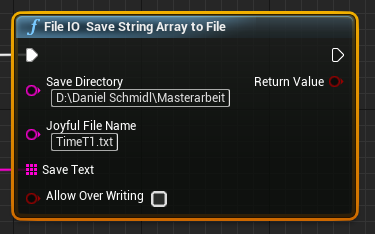 f File IO Save String Array to File
Save Directory
Return Value
D:\Daniel Schmidl\Masterarbeit
Joyful File Name
TimeT1.txt
Save Text
Allow Over Writing